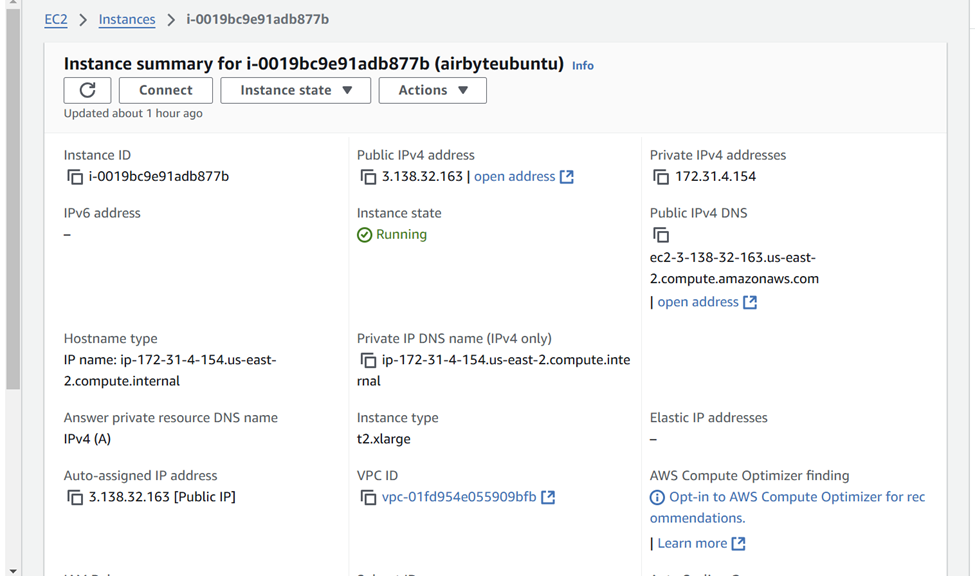 EC2 > Instances > i-0019bc9e91adb877b
Instance summary for i-0019bc9e91adb877b (airbyteubuntu) Info
Connect Instance state Actions
Updated about 1 hour ago
Instance ID
i-0019bc9e91adb877b
Public IPv4 address
3.138.32.163 | open address
Private IPv4 addresses
172.31.4.154
IPv6 address
–
Instance state
Running
Public IPv4 DNS
ec2-3-138-32-163.us-east-
2.compute.amazonaws.com
| open address
Hostname type
IP name: ip-172-31-4-154.us-east-
2.compute.internal
Private IP DNS name (IPv4 only)
ip-172-31-4-154.us-east-2.compute.inte
rnal
Answer private resource DNS name
IPv4 (A)
Instance type
t2.xlarge
Elastic IP addresses
–
Auto-assigned IP address
3.138.32.163 [Public IP]
VPC ID
vpc-01fd954e055909bfb
AWS Compute Optimizer finding
Opt-in to AWS Compute Optimizer for rec
ommendations.
| Learn more